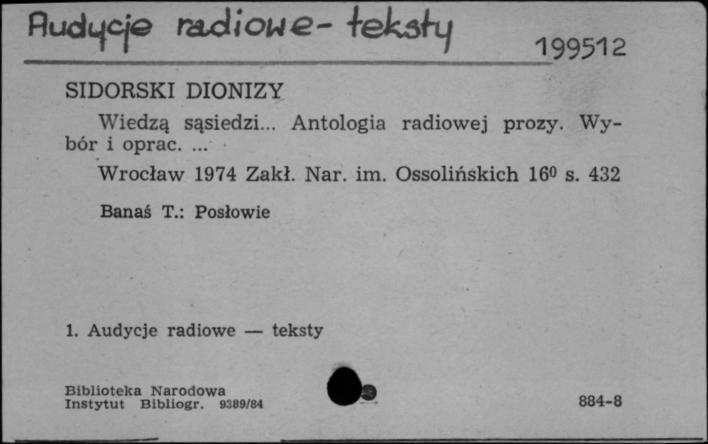 Audycje radiowe - teksty
199512
SIDORSKI DIONIZY
Wiedzą sąsiedzi... Antologia radiowej prozy. Wy-
bór i oprac. ...
Wrocław 1974 Zakł. Nar. im. Ossolińskich 16⁰ s. 432
Banaś T.: Posłowie
1. Audycje radiowe — teksty
Biblioteka Narodowa
Instytut Bibliogr. 9389/84
884-8